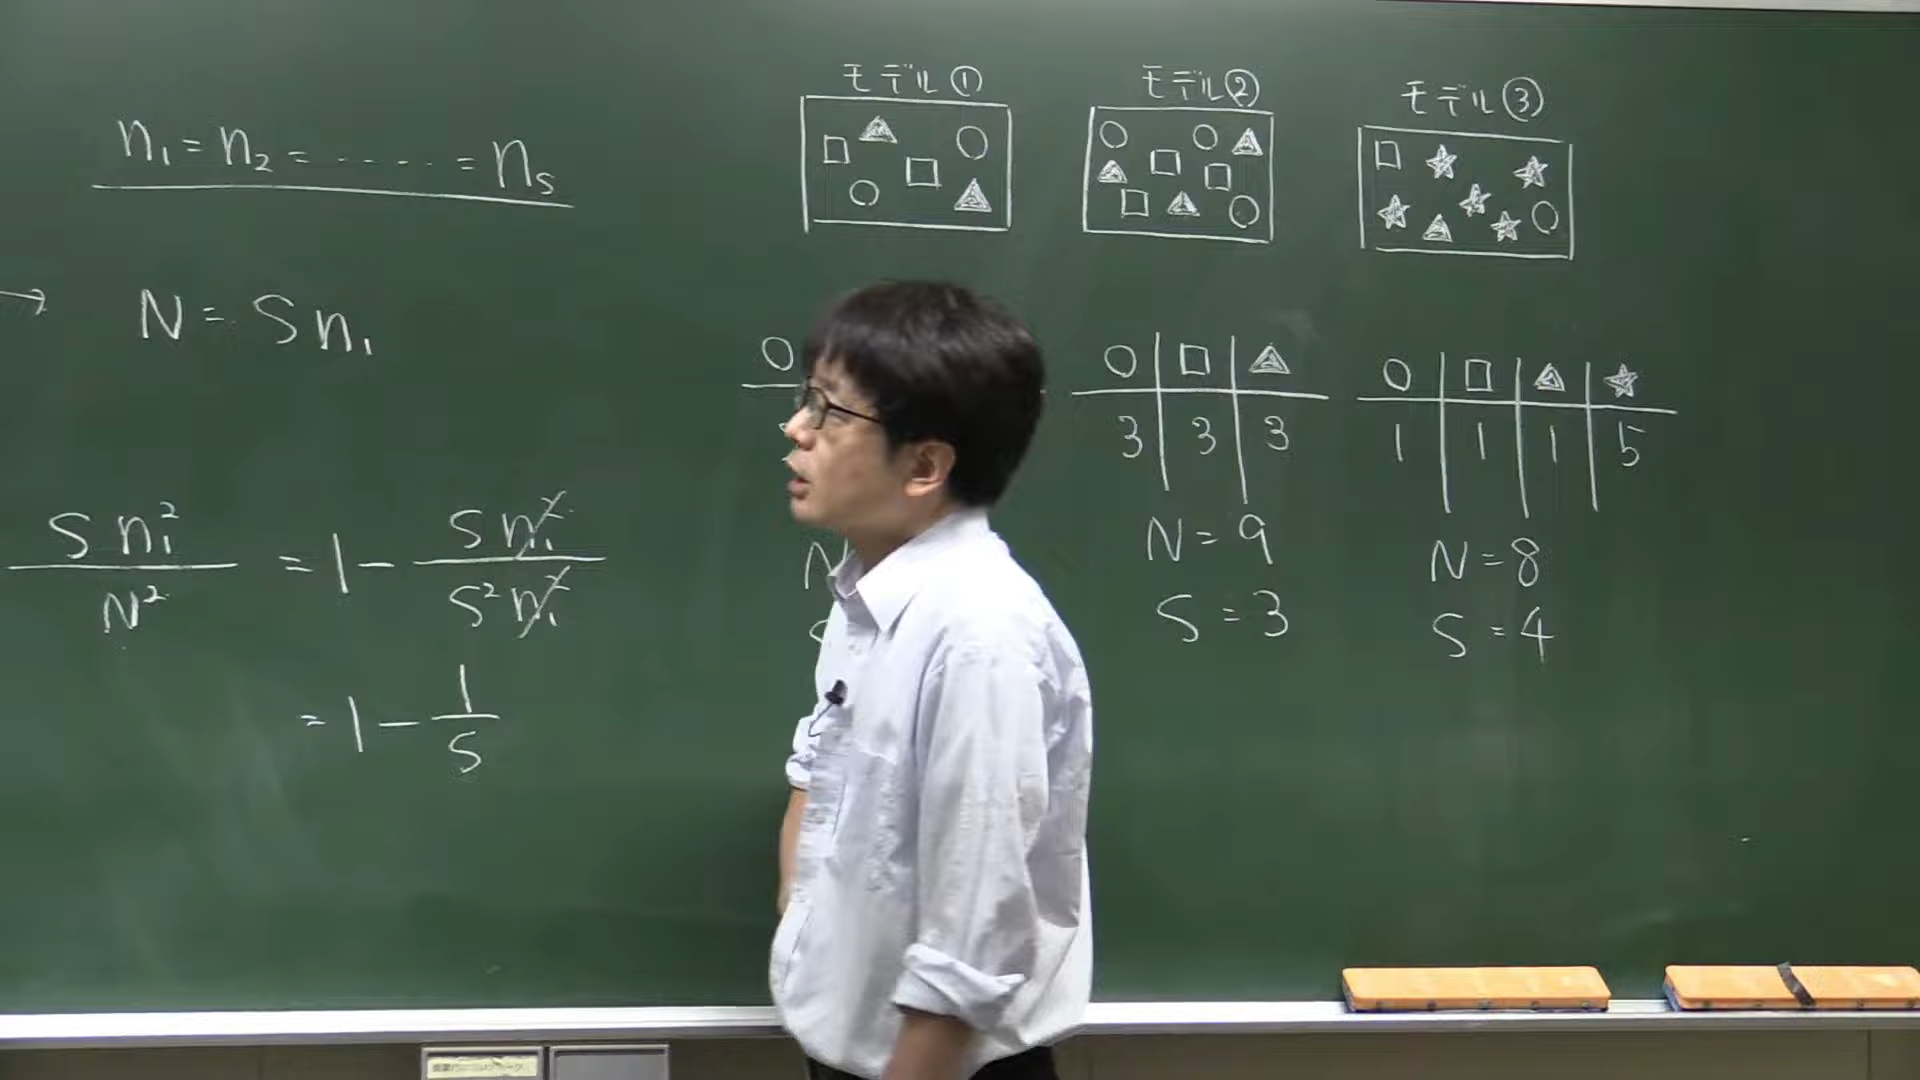 n₁ = n₂ = ····· = nₛ
→ N = S n₁
S n₁² / N² = 1 − S n₁² / S² n₁²
= 1 − 1/S
モデル①
○
N
モデル②
○ □ △
3 3 3
N = 9
S = 3
モデル③
○ □ △ ☆
1 1 1 5
N = 8
S = 4